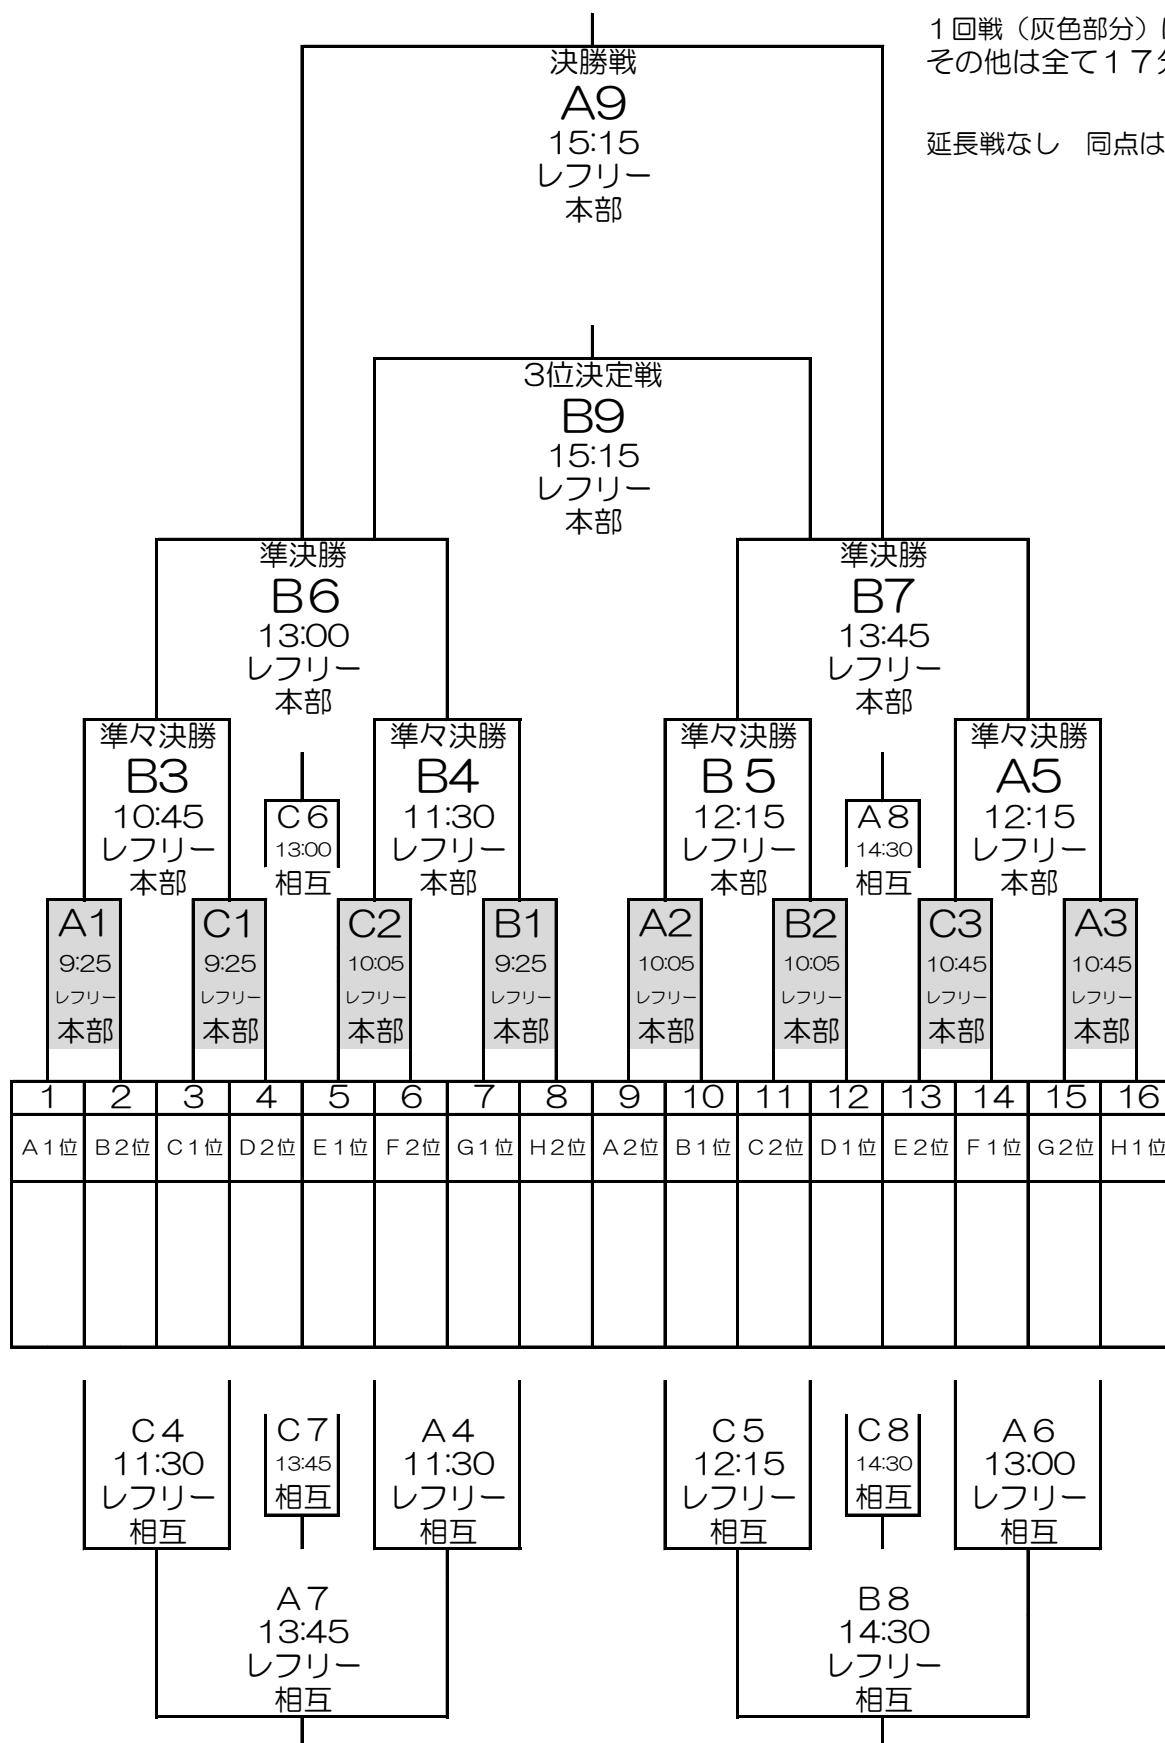 １回戦（灰色部分）
その他は全て１７
延長戦なし　同点は
決勝戦
A9
15:15
レフリー
本部
3位決定戦
B9
15:15
レフリー
本部
準決勝
B6
13:00
レフリー
本部
準決勝
B7
13:45
レフリー
本部
準々決勝
B3
10:45
レフリー
本部
C６
13:00
相互
準々決勝
B4
11:30
レフリー
本部
準々決勝
B５
12:15
レフリー
本部
A８
14:30
相互
準々決勝
A5
12:15
レフリー
本部
A1
9:25
レフリー
本部
C1
9:25
レフリー
本部
C2
10:05
レフリー
本部
B1
9:25
レフリー
本部
A2
10:05
レフリー
本部
B2
10:05
レフリー
本部
C3
10:45
レフリー
本部
A3
10:45
レフリー
本部
1 2 3 4 5 6 7 8 9 10 11 12 13 14 15 16
A１位 B２位 C１位 D２位 E１位 F２位 G１位 H２位 A２位 B１位 C２位 D１位 E２位 F１位 G２位 H１位
C４
11:30
レフリー
相互
C７
13:45
相互
A４
11:30
レフリー
相互
C５
12:15
レフリー
相互
C８
14:30
相互
A６
13:00
レフリー
相互
A７
13:45
レフリー
相互
B８
14:30
レフリー
相互